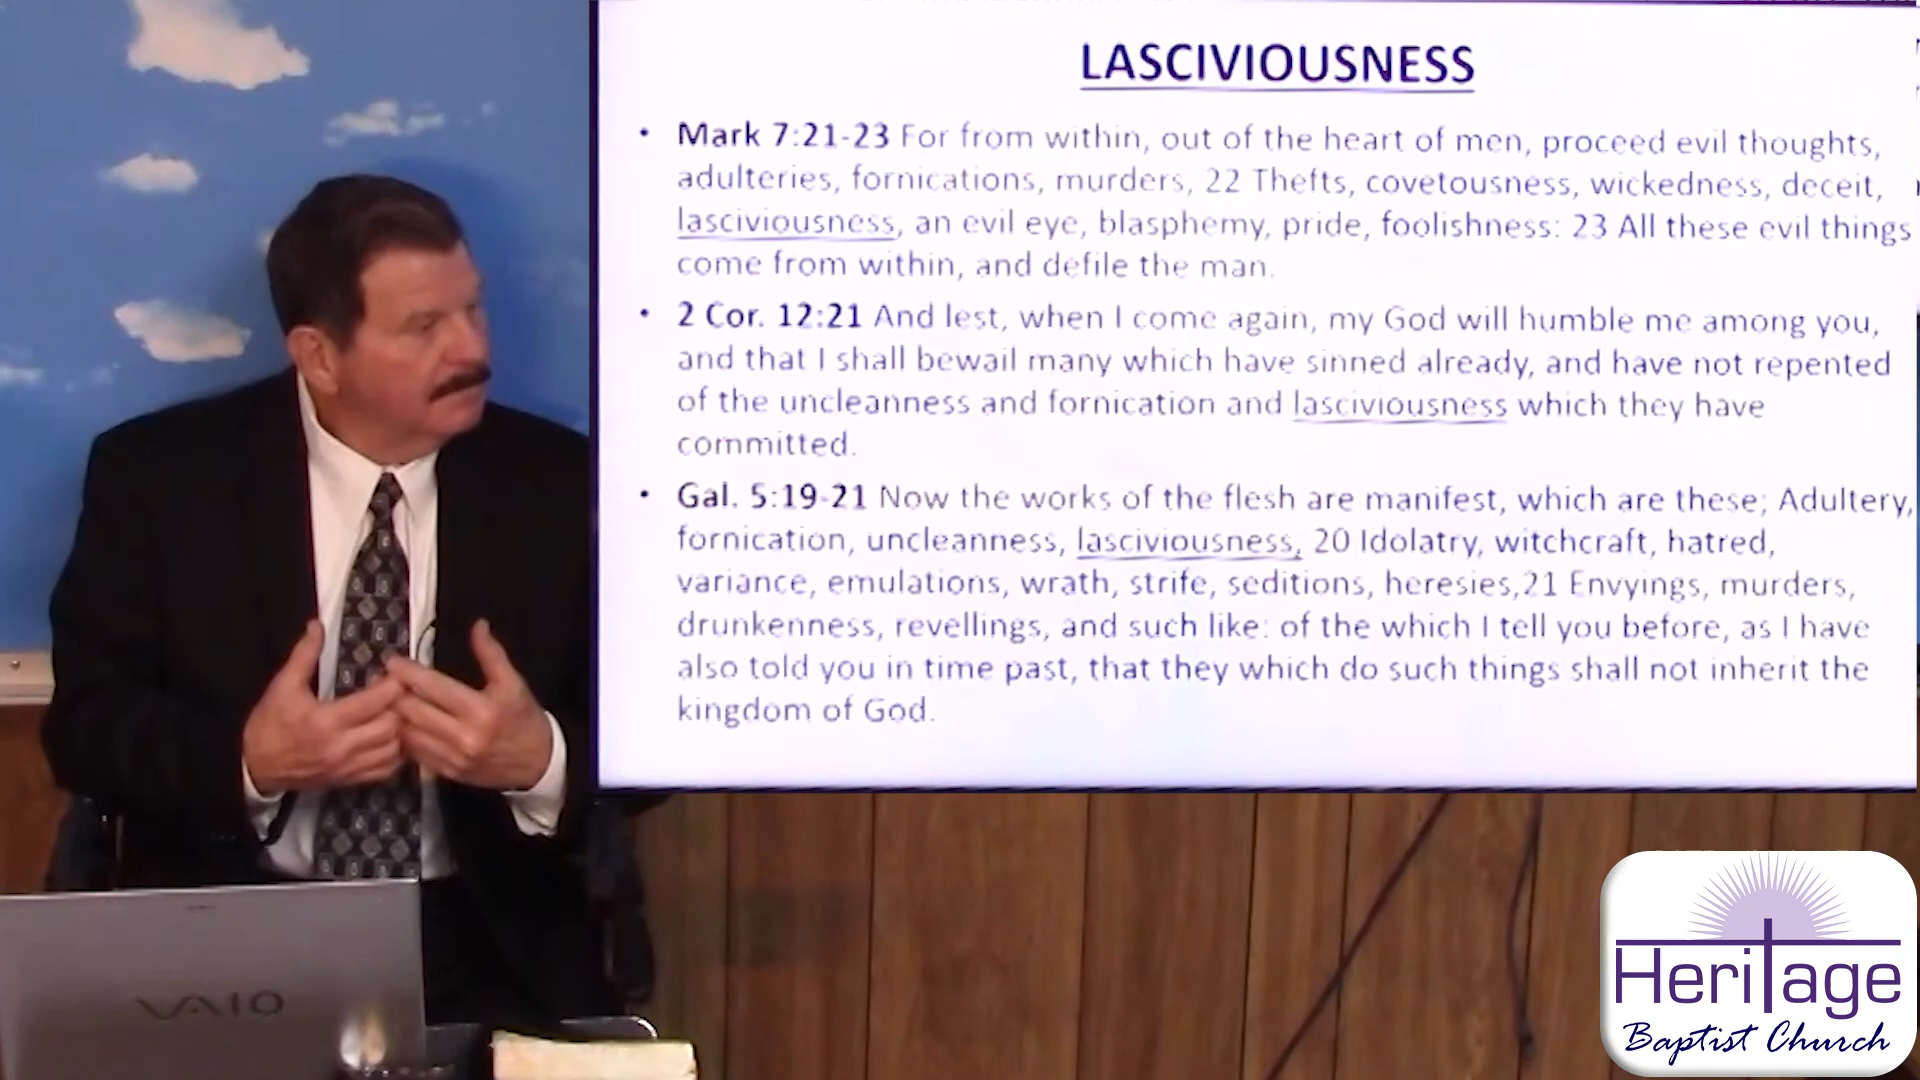 LASCIVIOUSNESS
• Mark 7:21-23 For from within, out of the heart of men, proceed evil thoughts,
adulteries, fornications, murders, 22 Thefts, covetousness, wickedness, deceit,
lasciviousness, an evil eye, blasphemy, pride, foolishness: 23 All these evil things
come from within, and defile the man.
• 2 Cor. 12:21 And lest, when I come again, my God will humble me among you,
and that I shall bewail many which have sinned already, and have not repented
of the uncleanness and fornication and lasciviousness which they have
committed.
• Gal. 5:19-21 Now the works of the flesh are manifest, which are these; Adultery,
fornication, uncleanness, lasciviousness, 20 Idolatry, witchcraft, hatred,
variance, emulations, wrath, strife, seditions, heresies,21 Envyings, murders,
drunkenness, revellings, and such like: of the which I tell you before, as I have
also told you in time past, that they which do such things shall not inherit the
kingdom of God.
VAIO
Heritage
Baptist Church